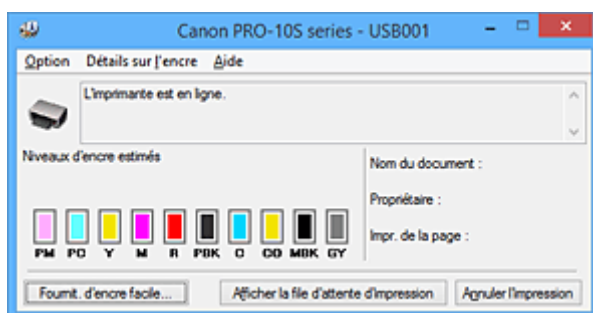 Canon PRO-10S series - USB001
Option Détails sur l'encre Aide
L'imprimante est en ligne.
Niveaux d'encre estimés
Nom du document :
Propriétaire :
Impr. de la page :
PM PC Y M R PBK C CO MBK GY
Fournit. d'encre facile... Afficher la file d'attente d'impression Annuler l'impression